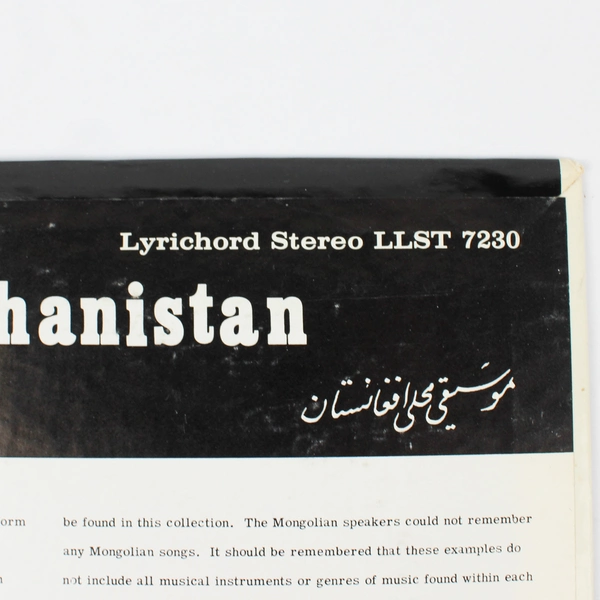 Lyrichord Stereo LLST 7230
hanistan
موسیقی محلی افغانستان
orm be found in this collection. The Mongolian speakers could not remember
any Mongolian songs. It should be remembered that these examples do
not include all musical instruments or genres of music found within each